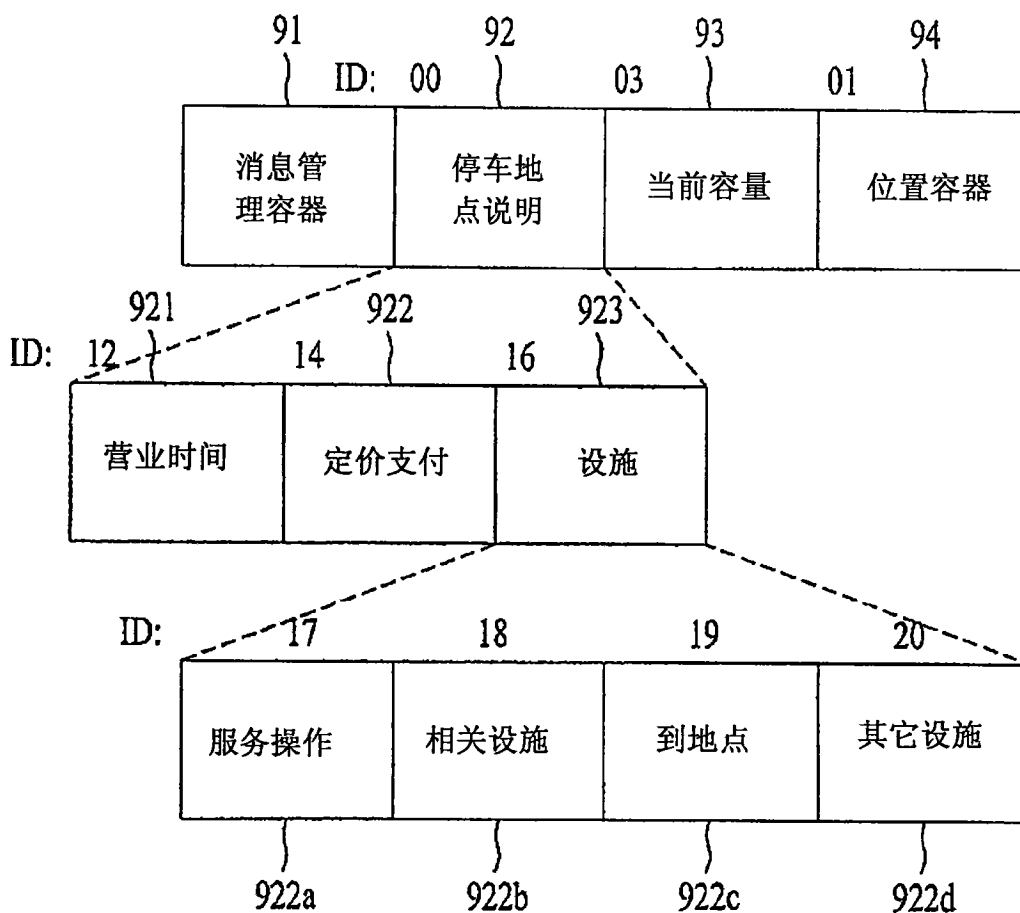 91 92 93 94
ID: 00 03 01
消息管
理容器
停车地
点说明
当前容量
位置容器
921 922 923
ID: 12 14 16
营业时间
定价支付
设施
ID: 17 18 19 20
服务操作
相关设施
到地点
其它设施
922a 922b 922c 922d